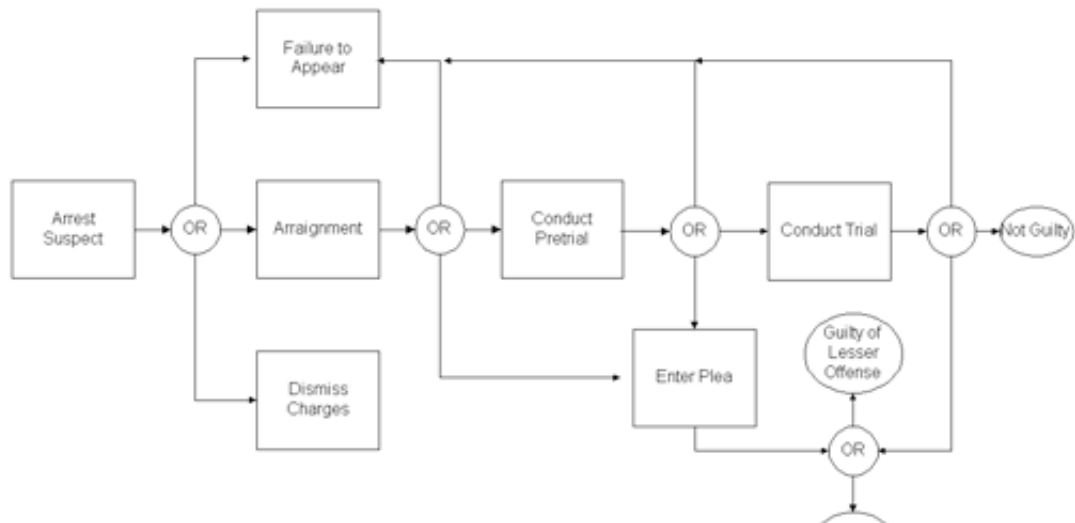 Failure to
Appear
Arrest
Suspect
OR
Arraignment
OR
Conduct
Pretrial
OR
Conduct Trial
OR
Not Guilty
Dismiss
Charges
Enter Plea
Guilty of
Lesser
Offense
OR